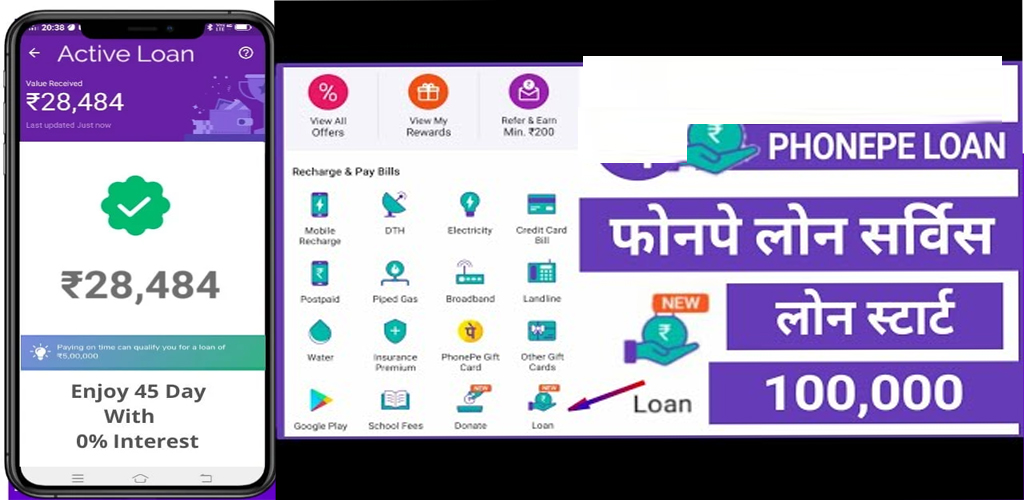 20:38
Active Loan
Value Received
₹28,484
Last updated Just now
₹28,484
Paying on time can qualify you for a loan of
₹5,00,000
Enjoy 45 Day
With
0% Interest
View All
Offers
View My
Rewards
Refer & Earn
Min. ₹200
Recharge & Pay Bills
Mobile
Recharge
DTH
Electricity
Credit Card
Bill
Postpaid
Piped Gas
Broadband
Landline
Water
Insurance
Premium
पे
PhonePe Gift
Card
Other Gift
Cards
Google Play
School Fees
NEW
Donate
NEW
Loan
PHONEPE LOAN
फोनपे लोन सर्विस
NEW
लोन स्टार्ट
Loan
100,000